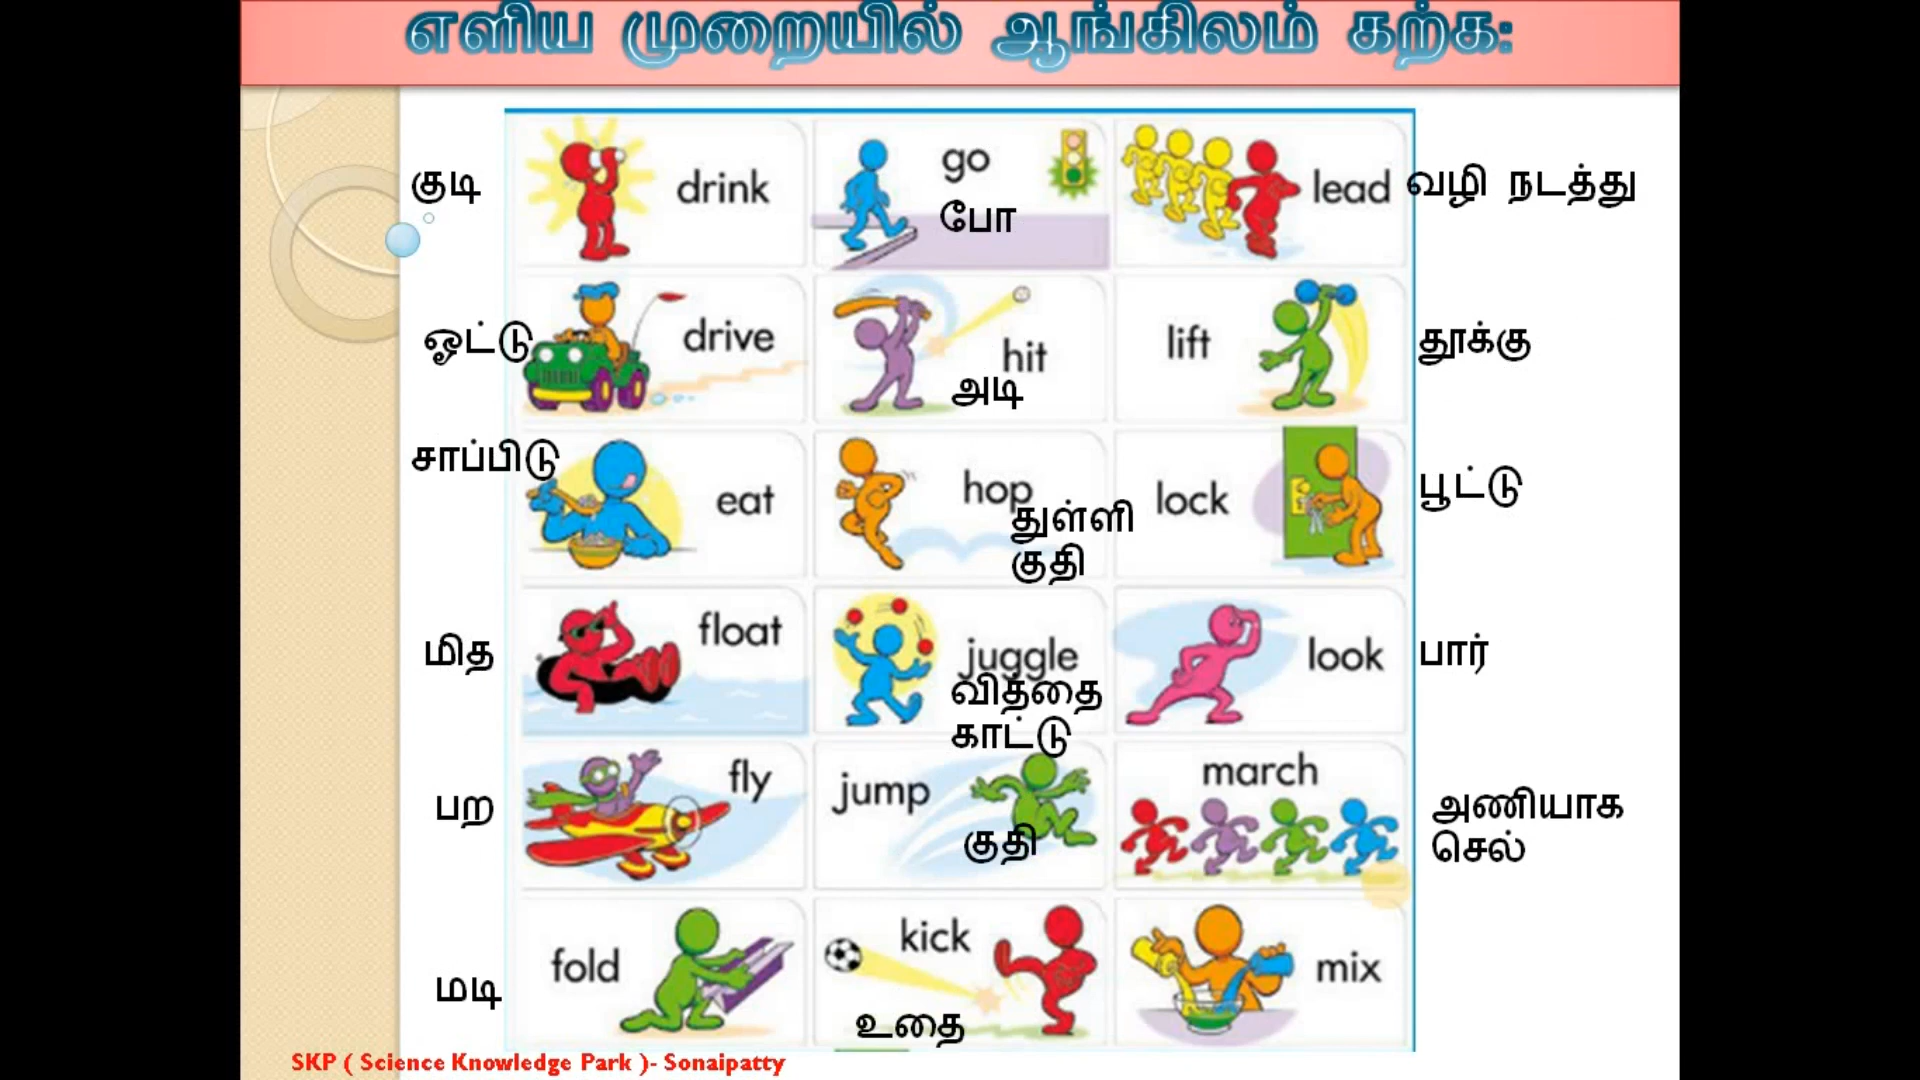 எளிய முறையில் ஆங்கிலம் கற்க:
குடி
drink
go
போ
lead
வழி நடத்து
ஓட்டு
drive
hit
அடி
lift
தூக்கு
சாப்பிடு
eat
hop
துள்ளி
குதி
lock
பூட்டு
மித
float
juggle
வித்தை
காட்டு
look
பார்
பற
fly
jump
குதி
march
அணியாக
செல்
மடி
fold
kick
உதை
mix
SKP ( Science Knowledge Park )- Sonaipatty